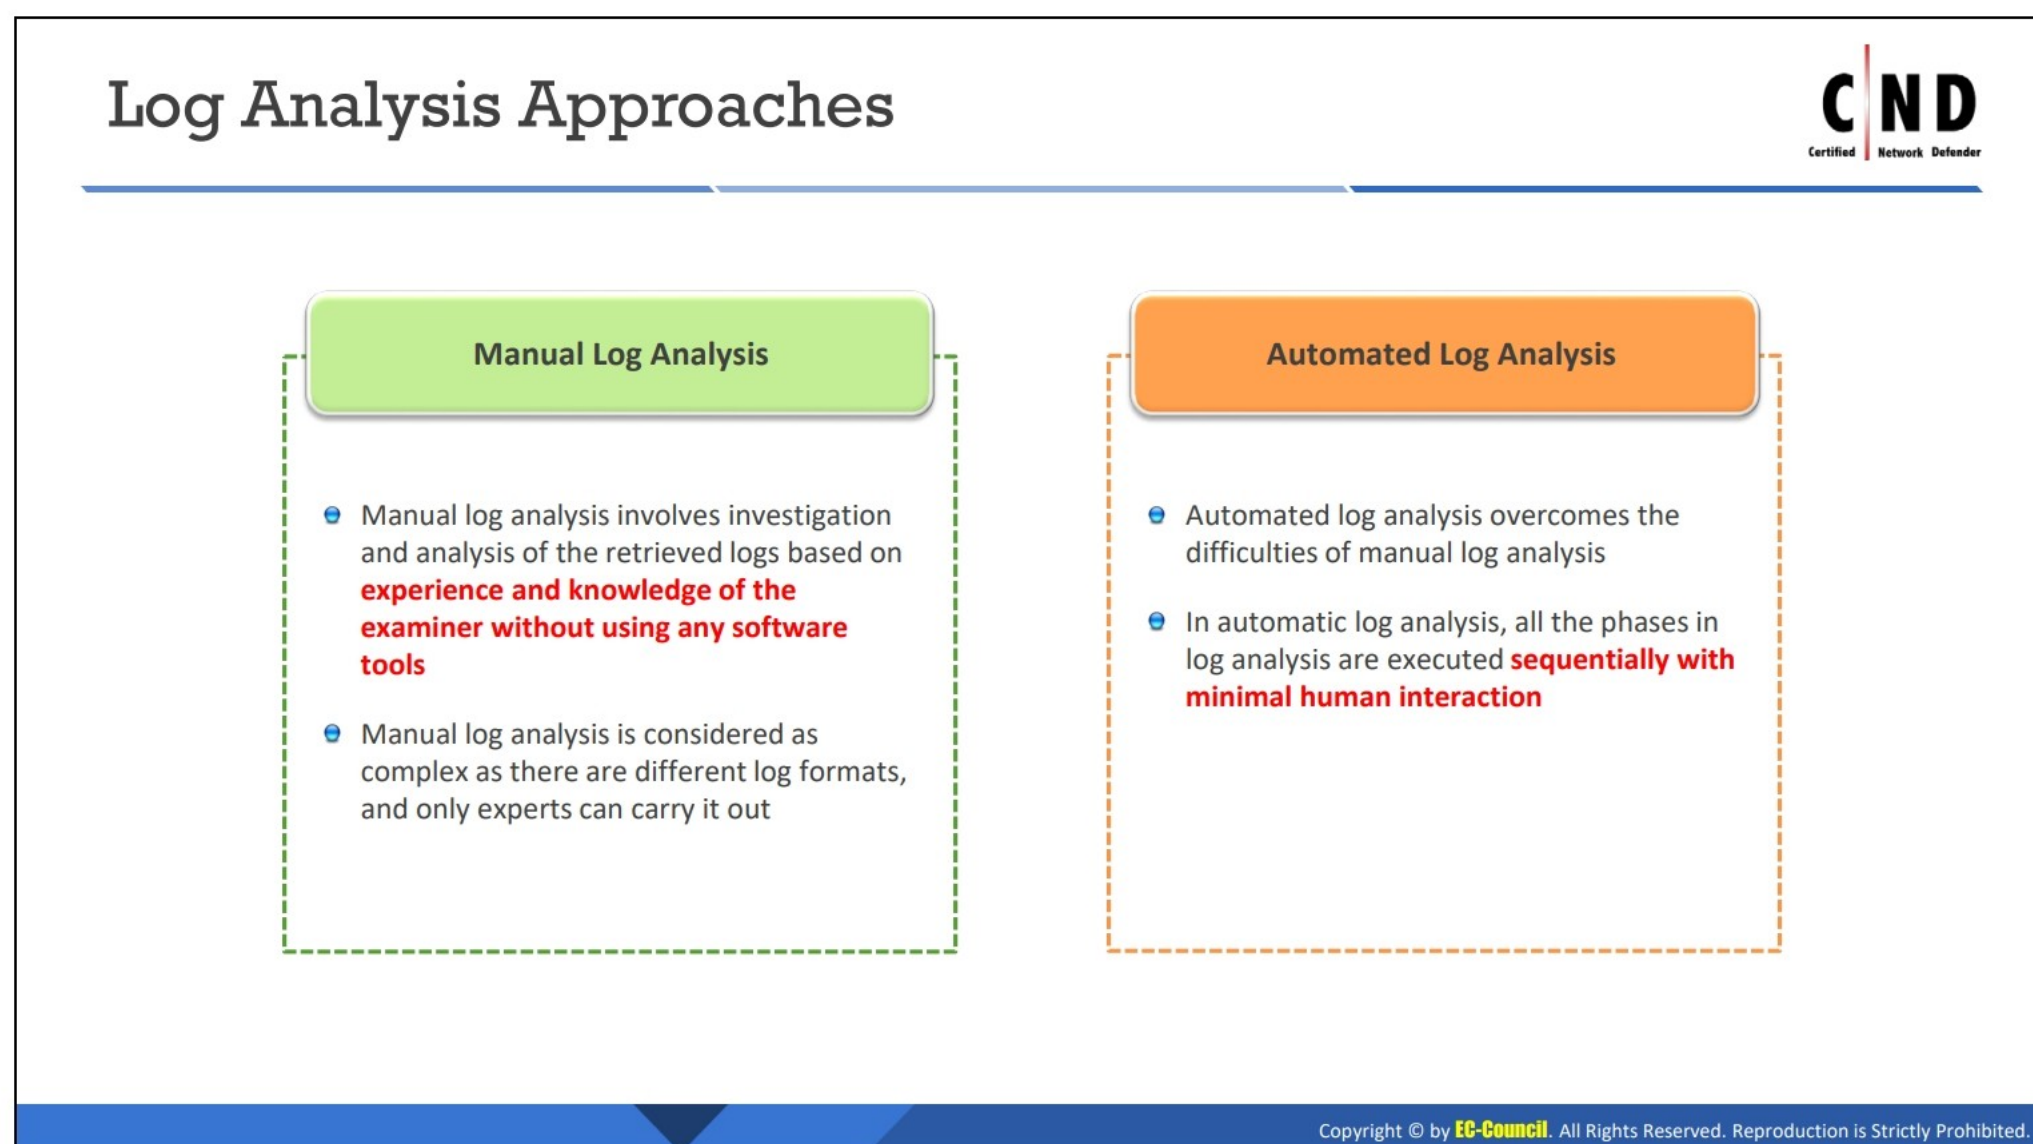 Log Analysis Approaches
C ND
Certified Network Defender
Manual Log Analysis
Manual log analysis involves investigation
and analysis of the retrieved logs based on
experience and knowledge of the
examiner without using any software
tools
Manual log analysis is considered as
complex as there are different log formats,
and only experts can carry it out
Automated Log Analysis
Automated log analysis overcomes the
difficulties of manual log analysis
In automatic log analysis, all the phases in
log analysis are executed sequentially with
minimal human interaction
Copyright © by EC-Council. All Rights Reserved. Reproduction is Strictly Prohibited.